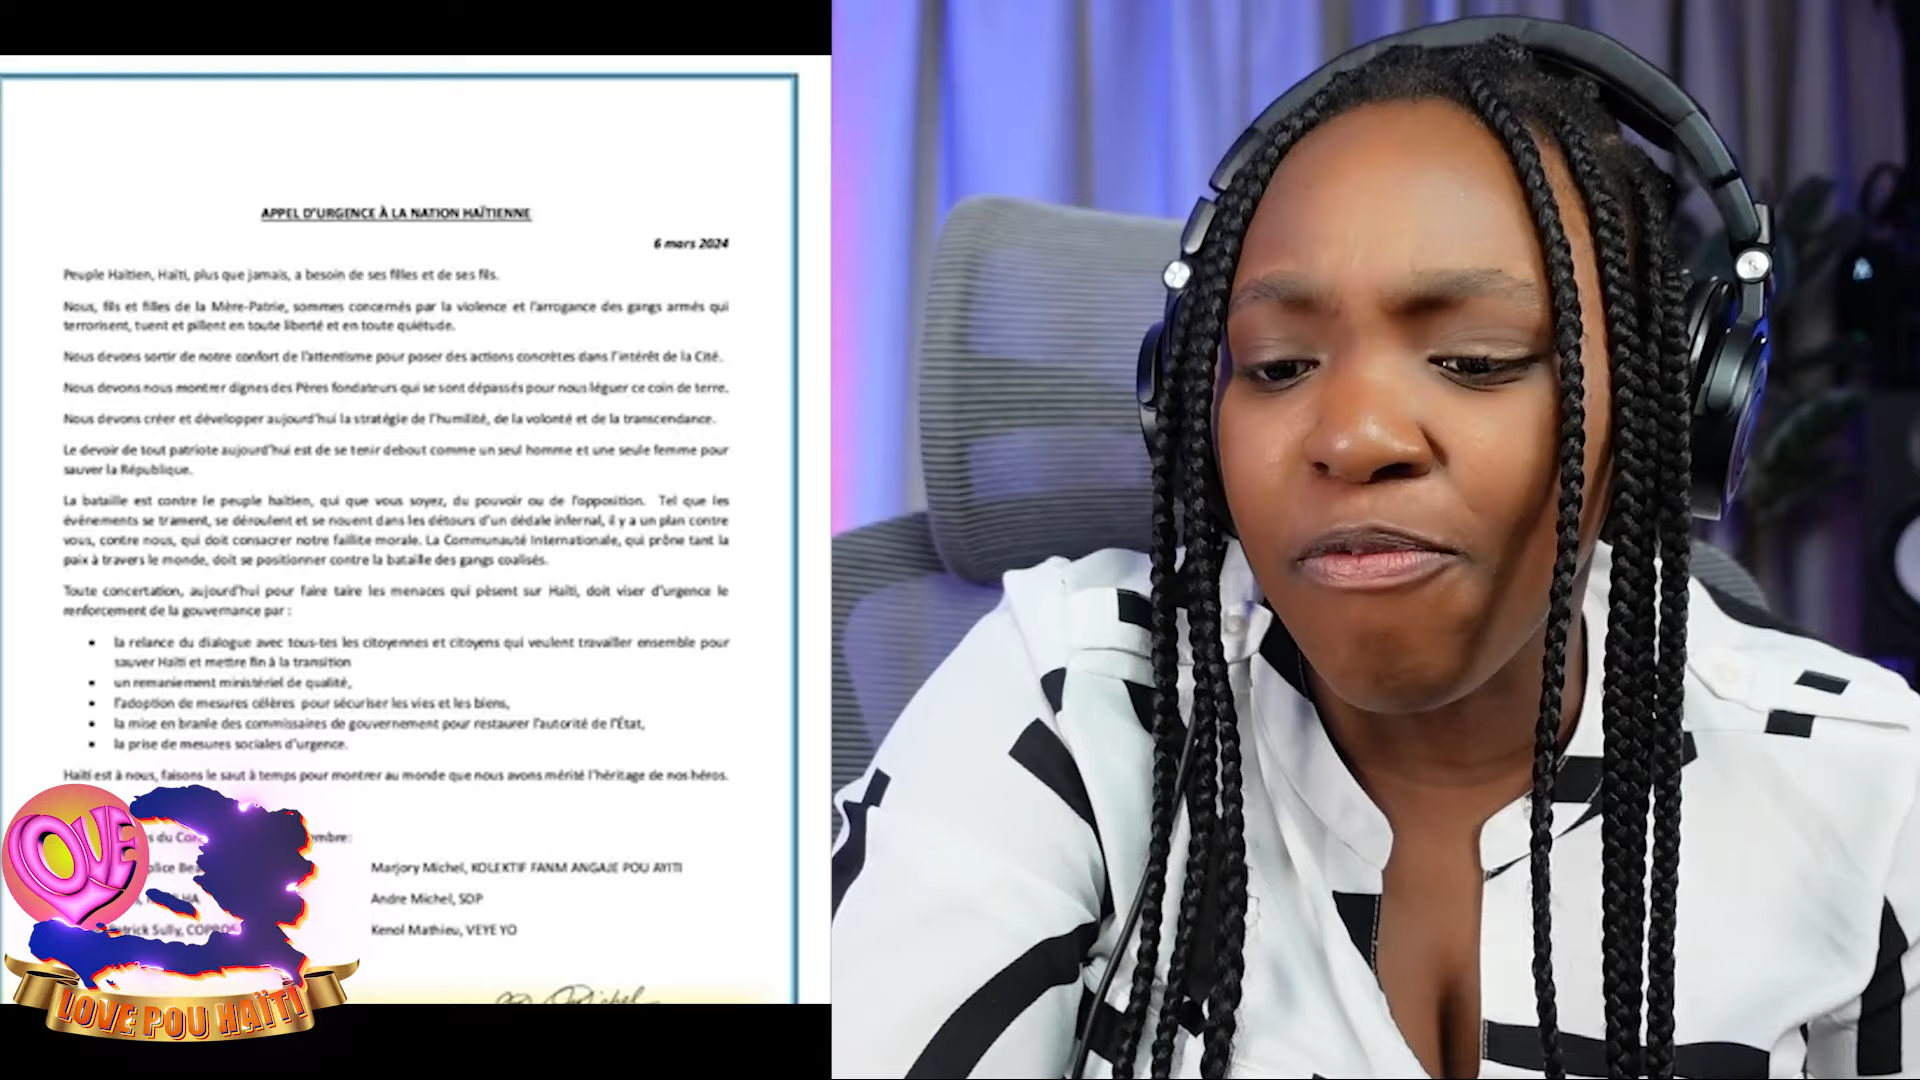 APPEL D'URGENCE À LA NATION HAÏTIENNE
6 mars 2024
Peuple Haïtien, Haïti, plus que jamais, a besoin de ses filles et de ses fils.
Nous, fils et filles de la Mère-Patrie, sommes concernés par la violence et l'arrogance des gangs armés qui
terrorisent, tuent et pillent en toute liberté et en toute quiétude.
Nous devons sortir de notre confort de l'attentisme pour poser des actions concrètes dans l'intérêt de la Cité.
Nous devons nous montrer dignes des Pères fondateurs qui se sont dépassés pour nous léguer ce coin de terre.
Nous devons créer et développer aujourd'hui la stratégie de l'humilité, de la volonté et de la transcendance.
Le devoir de tout patriote aujourd'hui est de se tenir debout comme un seul homme et une seule femme pour
sauver la République.
La bataille est contre le peuple haïtien, qui que vous soyez, du pouvoir ou de l'opposition. Tel que les
événements se trament, se déroulent et se nouent dans les détours d'un dédale infernal, il y a un plan contre
vous, contre nous, qui doit consacrer notre faillite morale. La Communauté Internationale, qui prône tant la
paix à travers le monde, doit se positionner contre la bataille des gangs coalisés.
Toute concertation, aujourd'hui pour faire taire les menaces qui pèsent sur Haïti, doit viser d'urgence le
renforcement de la gouvernance par :
• la relance du dialogue avec tous-tes les citoyennes et citoyens qui veulent travailler ensemble pour
sauver Haïti et mettre fin à la transition
• un remaniement ministériel de qualité,
• l'adoption de mesures célères pour sécuriser les vies et les biens,
• la mise en branle des commissaires de gouvernement pour restaurer l'autorité de l'État,
• la prise de mesures sociales d'urgence.
Haïti est à nous, faisons le saut à temps pour montrer au monde que nous avons mérité l'héritage de nos héros.
du
Marjory Michel, KOLEKTIF FANM ANGAJE POU AYITI
Andre Michel, SDP
Sully, Kenol Mathieu, VEYE YO
LOVE
LOVE POU HAÏTI